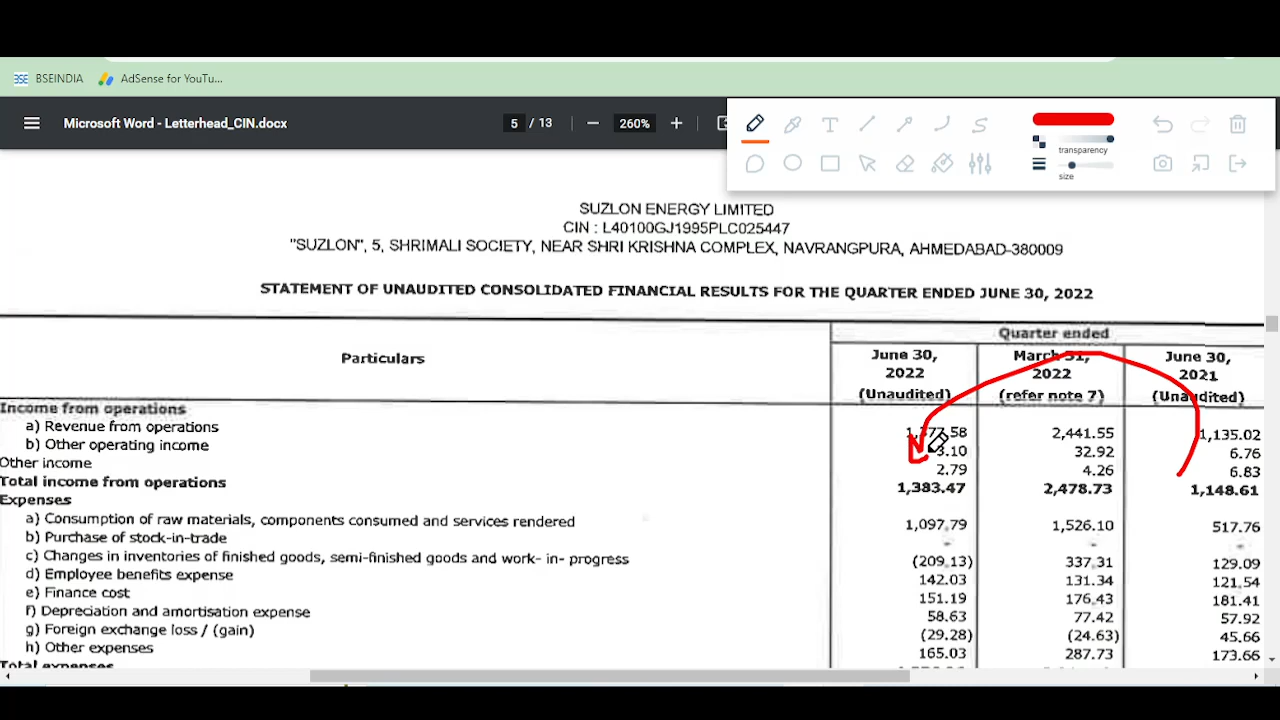 BSEINDIA AdSense for YouTu...
Microsoft Word - Letterhead_CIN.docx 5 / 13 260%
transparency
size
SUZLON ENERGY LIMITED
CIN : L40100GJ1995PLC025447
"SUZLON", 5, SHRIMALI SOCIETY, NEAR SHRI KRISHNA COMPLEX, NAVRANGPURA, AHMEDABAD-380009
STATEMENT OF UNAUDITED CONSOLIDATED FINANCIAL RESULTS FOR THE QUARTER ENDED JUNE 30, 2022
Quarter ended
Particulars June 30, 2022 (Unaudited) March 31, 2022 (refer note 7) June 30, 2021 (Unaudited)
Income from operations
a) Revenue from operations 1,377.58 2,441.55 1,135.02
b) Other operating income 3.10 32.92 6.76
Other income 2.79 4.26 6.83
Total income from operations 1,383.47 2,478.73 1,148.61
Expenses
a) Consumption of raw materials, components consumed and services rendered 1,097.79 1,526.10 517.76
b) Purchase of stock-in-trade - - -
c) Changes in inventories of finished goods, semi-finished goods and work- in- progress (209.13) 337.31 129.09
d) Employee benefits expense 142.03 131.34 121.54
e) Finance cost 151.19 176.43 181.41
f) Depreciation and amortisation expense 58.63 77.42 57.92
g) Foreign exchange loss / (gain) (29.28) (24.63) 45.66
h) Other expenses 165.03 287.73 173.66
Total expenses